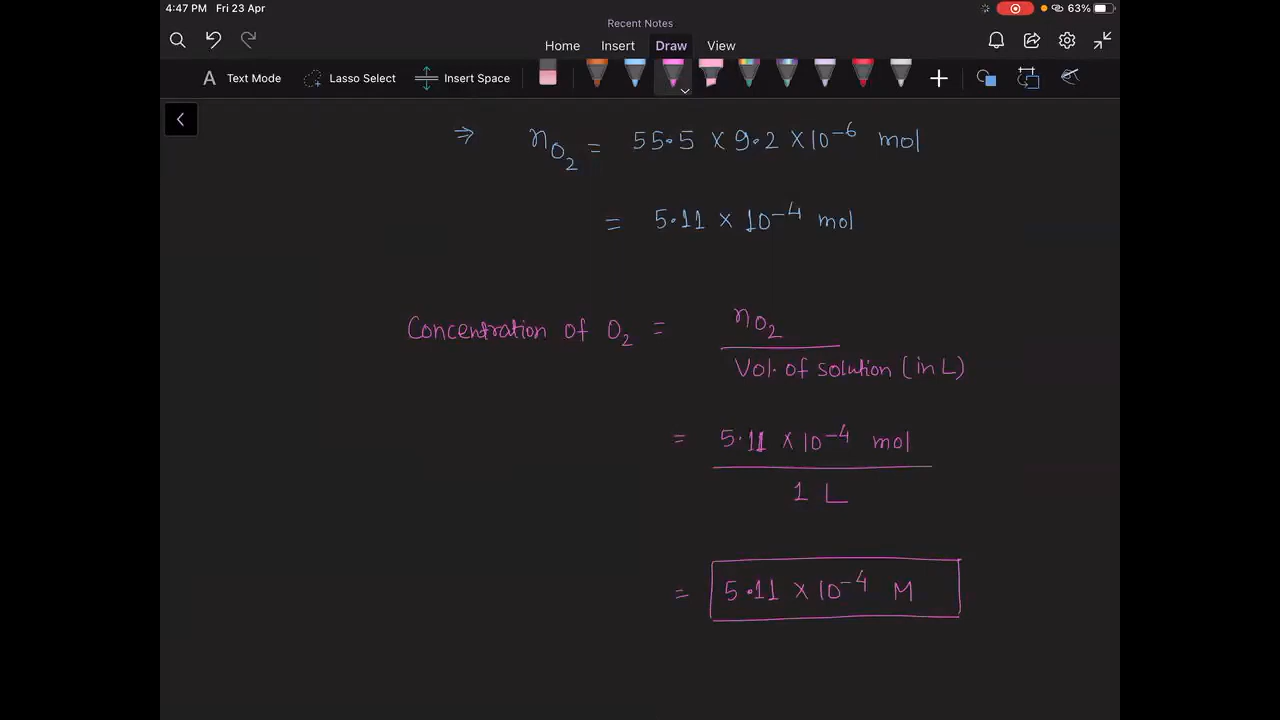 4:47 PM Fri 23 Apr
63%
Recent Notes
Home Insert Draw View
A Text Mode Lasso Select Insert Space
⇒ nO₂ = 55.5 × 9.2 × 10⁻⁶ mol
= 5.11 × 10⁻⁴ mol
Concentration of O₂ = nO₂
Vol. of solution (in L)
= 5.11 × 10⁻⁴ mol
1 L
= 5.11 × 10⁻⁴ M